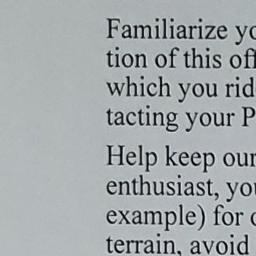 Familiarize yo
tion of this off
which you rid
tacting your P
Help keep our
enthusiast, you
example) for o
terrain, avoid